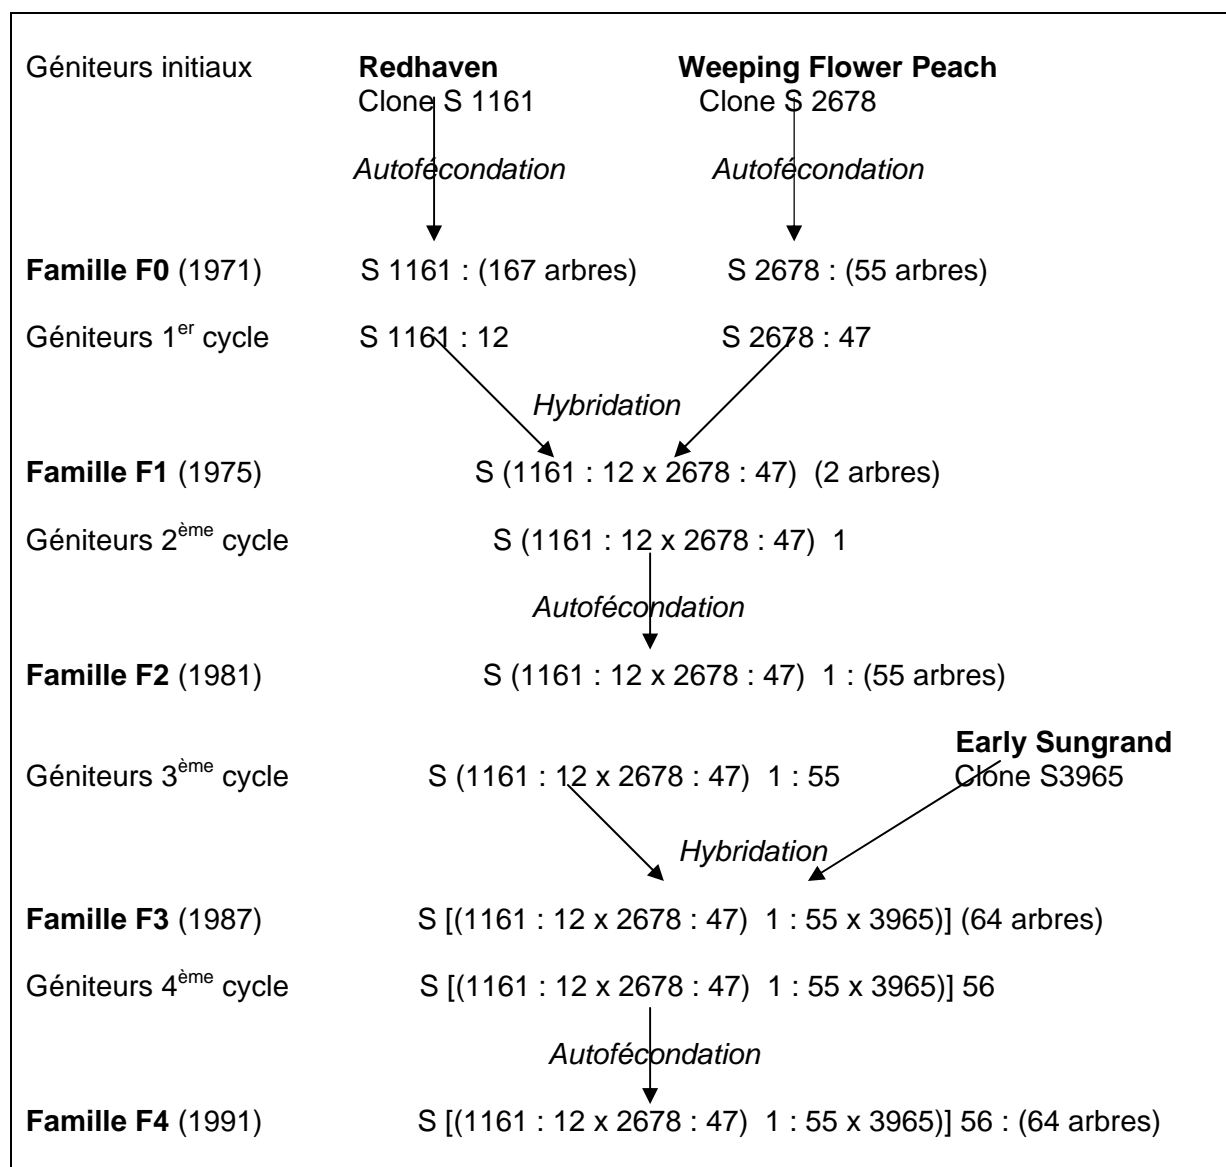 Géniteurs initiaux Redhaven Weeping Flower Peach
Clone S 1161 Clone S 2678
Autofécondation Autofécondation
Famille F0 (1971) S 1161 : (167 arbres) S 2678 : (55 arbres)
Géniteurs 1er cycle S 1161 : 12 S 2678 : 47
Hybridation
Famille F1 (1975) S (1161 : 12 x 2678 : 47) (2 arbres)
Géniteurs 2ème cycle S (1161 : 12 x 2678 : 47) 1
Autofécondation
Famille F2 (1981) S (1161 : 12 x 2678 : 47) 1 : (55 arbres)
Early Sungrand
Géniteurs 3ème cycle S (1161 : 12 x 2678 : 47) 1 : 55 Clone S3965
Hybridation
Famille F3 (1987) S [(1161 : 12 x 2678 : 47) 1 : 55 x 3965)] (64 arbres)
Géniteurs 4ème cycle S [(1161 : 12 x 2678 : 47) 1 : 55 x 3965)] 56
Autofécondation
Famille F4 (1991) S [(1161 : 12 x 2678 : 47) 1 : 55 x 3965)] 56 : (64 arbres)